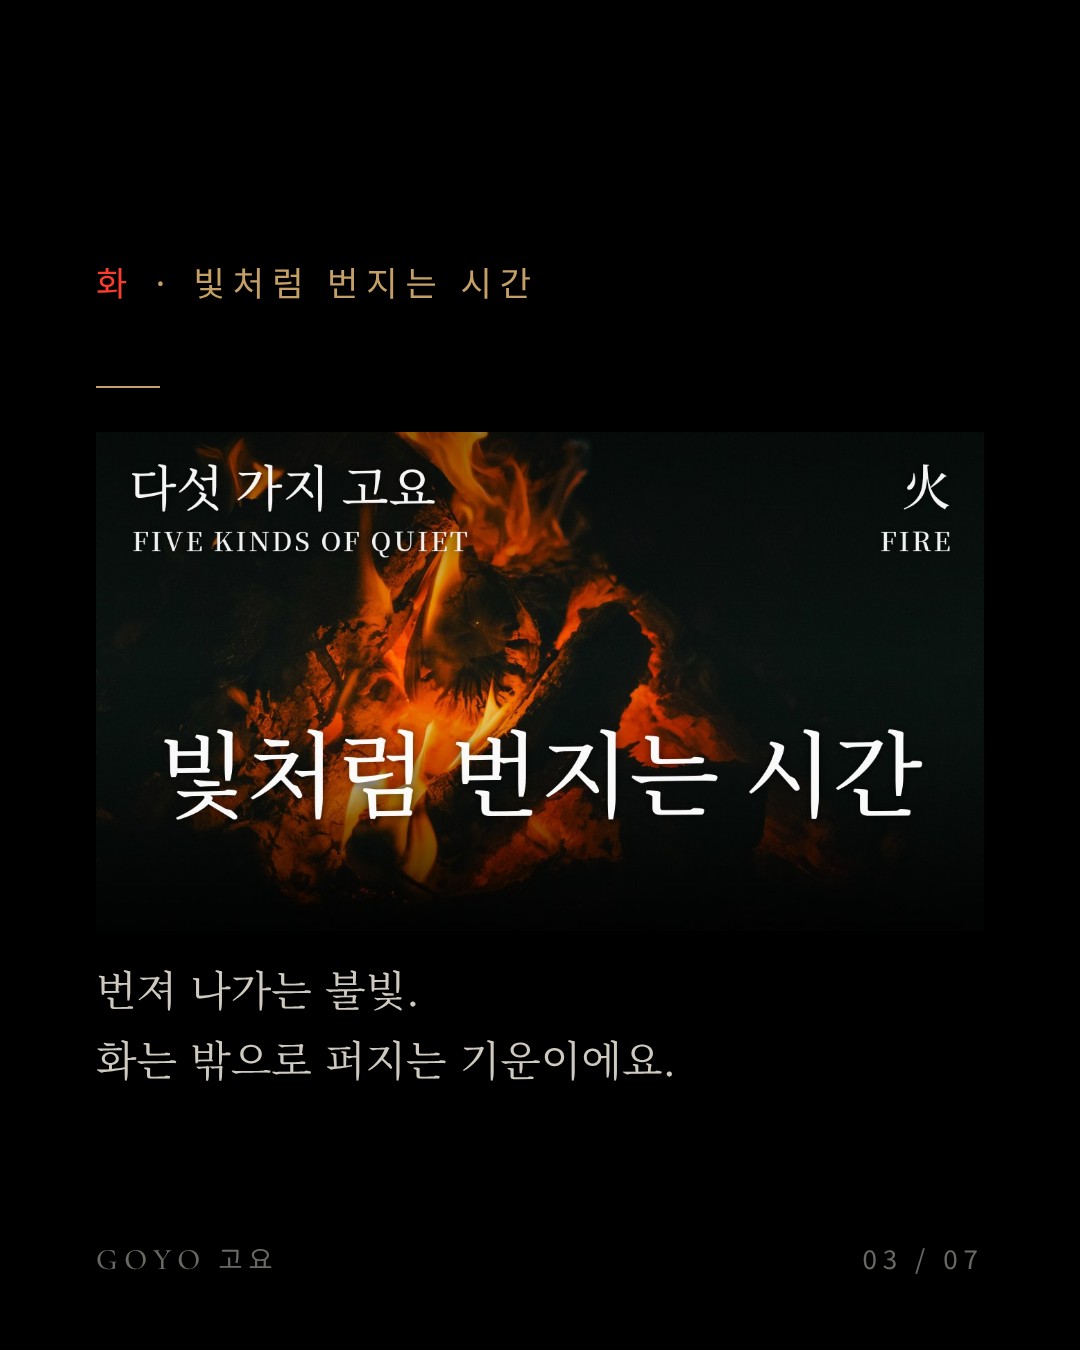 화 · 빛처럼 번지는 시간
다섯 가지 고요
火
FIVE KINDS OF QUIET
FIRE
빛처럼 번지는 시간
번져 나가는 불빛.
화는 밖으로 퍼지는 기운이에요.
GOYO 고요
03 / 07